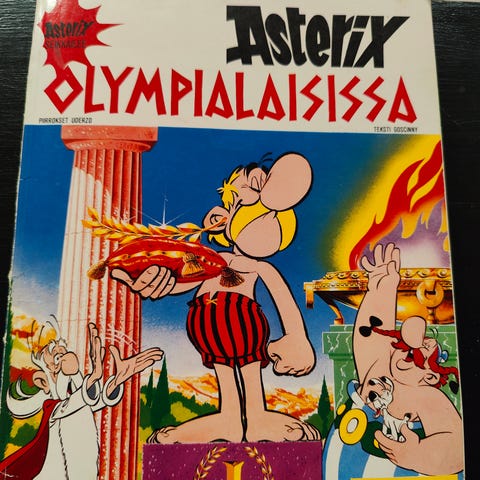 Asterix
SEIKKAILEE
Asterix
OLYMPIALAISISSA
PIIRROKSET UDERZO
TEKSTI GOSCINNY
I